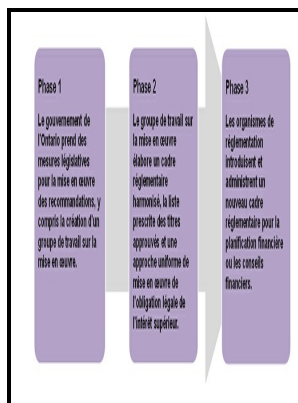 Phase 1
Le gouvernement de
l'Ontario prend des
mesures législatives
pour la mise en œuvre
des recommandations, y
compris la création d'un
groupe de travail sur la
mise en œuvre.
Phase 2
Le groupe de travail sur
la mise en œuvre
élabore un cadre
réglementaire
harmonisé, la liste
prescrite des titres
approuvés et une
approche uniforme de
mise en œuvre de
l'obligation légale de
l'intérêt supérieur.
Phase 3
Les organismes de
réglementation
introduisent et
administrent un
nouveau cadre
réglementaire pour la
planification financière
ou les conseils
financiers.